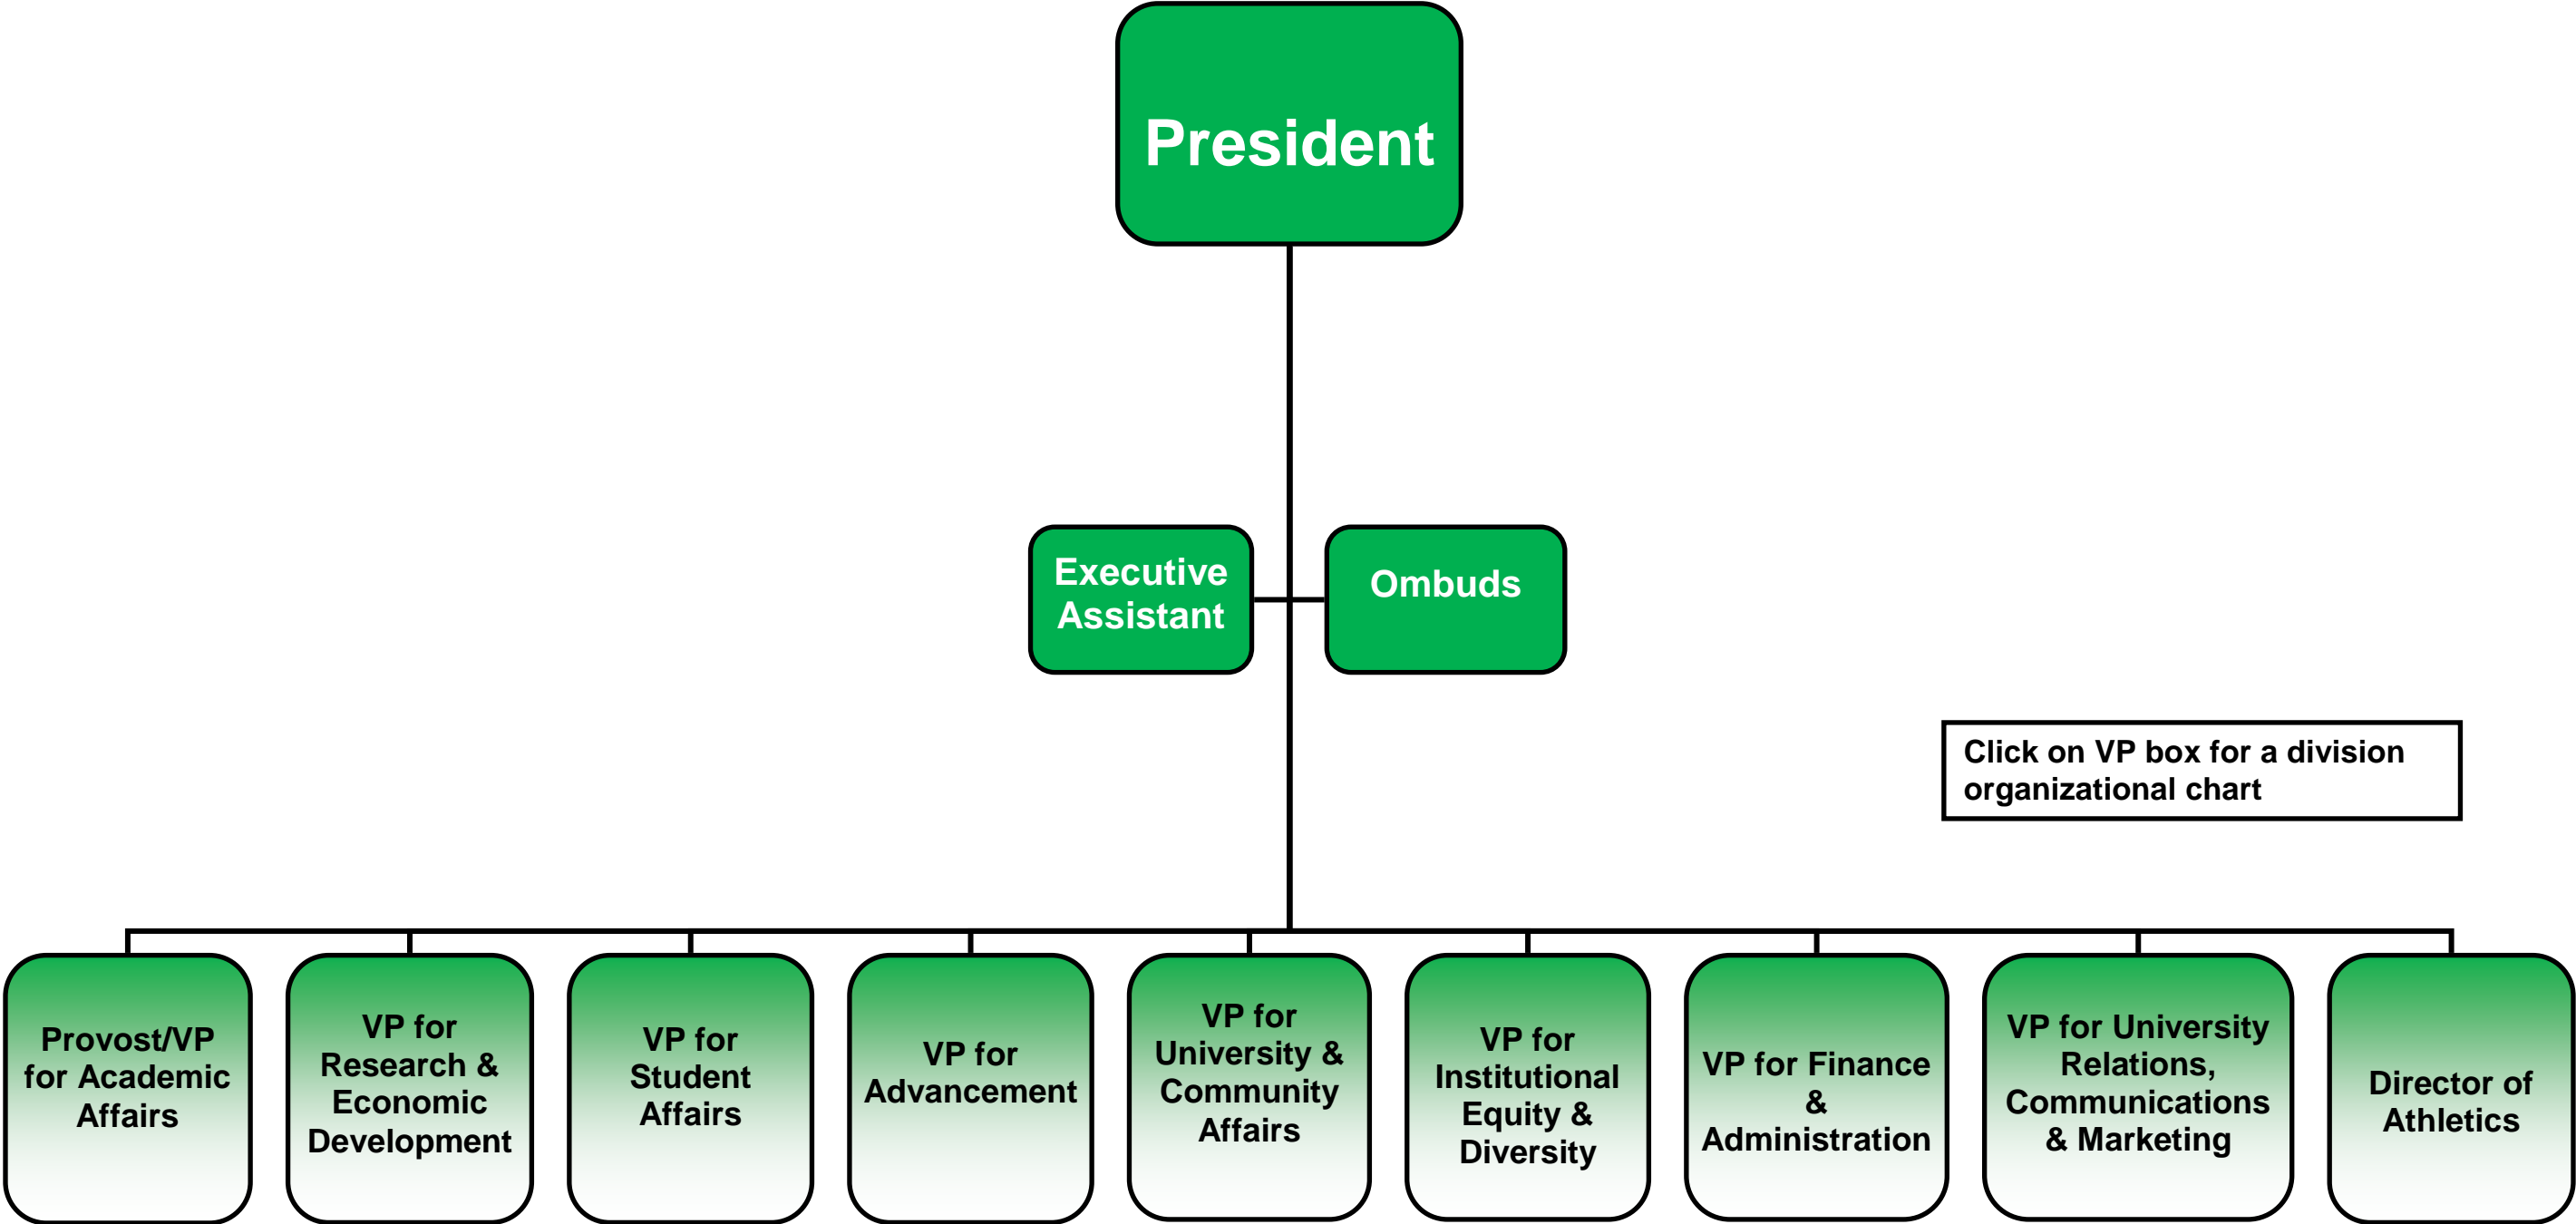 President
Executive
Assistant
Ombuds
Click on VP box for a division
organizational chart
Provost/VP
for Academic
Affairs
VP for
Research &
Economic
Development
VP for
Student
Affairs
VP for
Advancement
VP for
University &
Community
Affairs
VP for
Institutional
Equity &
Diversity
VP for Finance
&
Administration
VP for University
Relations,
Communications
& Marketing
Director of
Athletics